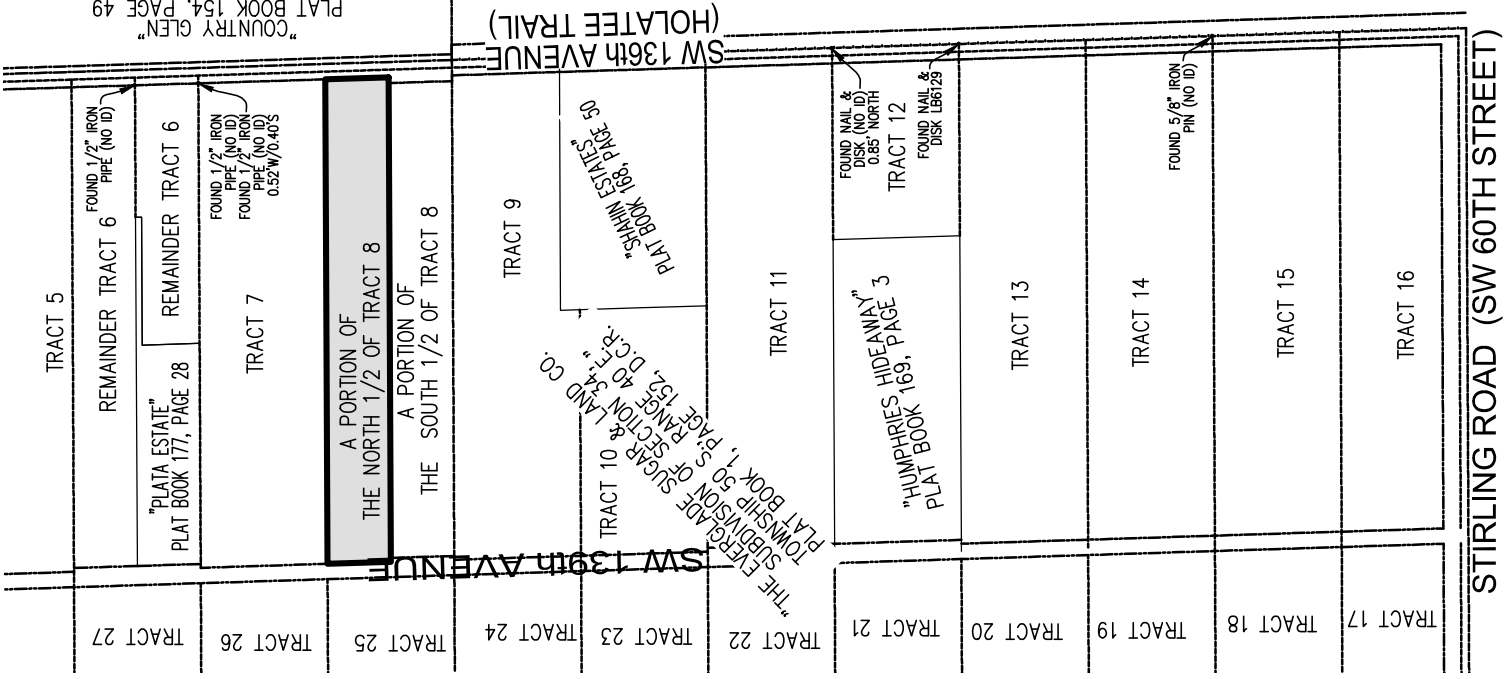 "COUNTRY GLEN"
PLAT BOOK 154, PAGE 49
SW 136th AVENUE
(HOLATEE TRAIL)
TRACT 5
REMAINDER TRACT 6
FOUND 1/2" IRON
PIPE (NO ID)
REMAINDER TRACT 6
"PLATA ESTATE"
PLAT BOOK 177, PAGE 28
FOUND 1/2" IRON
PIPE (NO ID)
FOUND 1/2" IRON
PIPE (NO ID)
0.52'W/0.40'S
TRACT 7
A PORTION OF
THE NORTH 1/2 OF TRACT 8
A PORTION OF
THE SOUTH 1/2 OF TRACT 8
TRACT 9
"SHAHIN ESTATES"
PLAT BOOK 168, PAGE 50
TRACT 10
"THE EVERGLADE SUGAR & LAND CO.
SUBDIVISION OF SECTION 34,"
TOWNSHIP 50 S., RANGE 40 E.,
PLAT BOOK 1, PAGE 152, D.C.R.
TRACT 11
FOUND NAIL &
DISK (NO ID)
0.85' NORTH
TRACT 12
FOUND NAIL &
DISK LB6129
"HUMPHRIES HIDEAWAY"
PLAT BOOK 169, PAGE 3
TRACT 13
TRACT 14
FOUND 5/8" IRON
PIN (NO ID)
TRACT 15
TRACT 16
STIRLING ROAD (SW 60TH STREET)
SW 139th AVENUE
TRACT 27
TRACT 26
TRACT 25
TRACT 24
TRACT 23
TRACT 22
TRACT 21
TRACT 20
TRACT 19
TRACT 18
TRACT 17